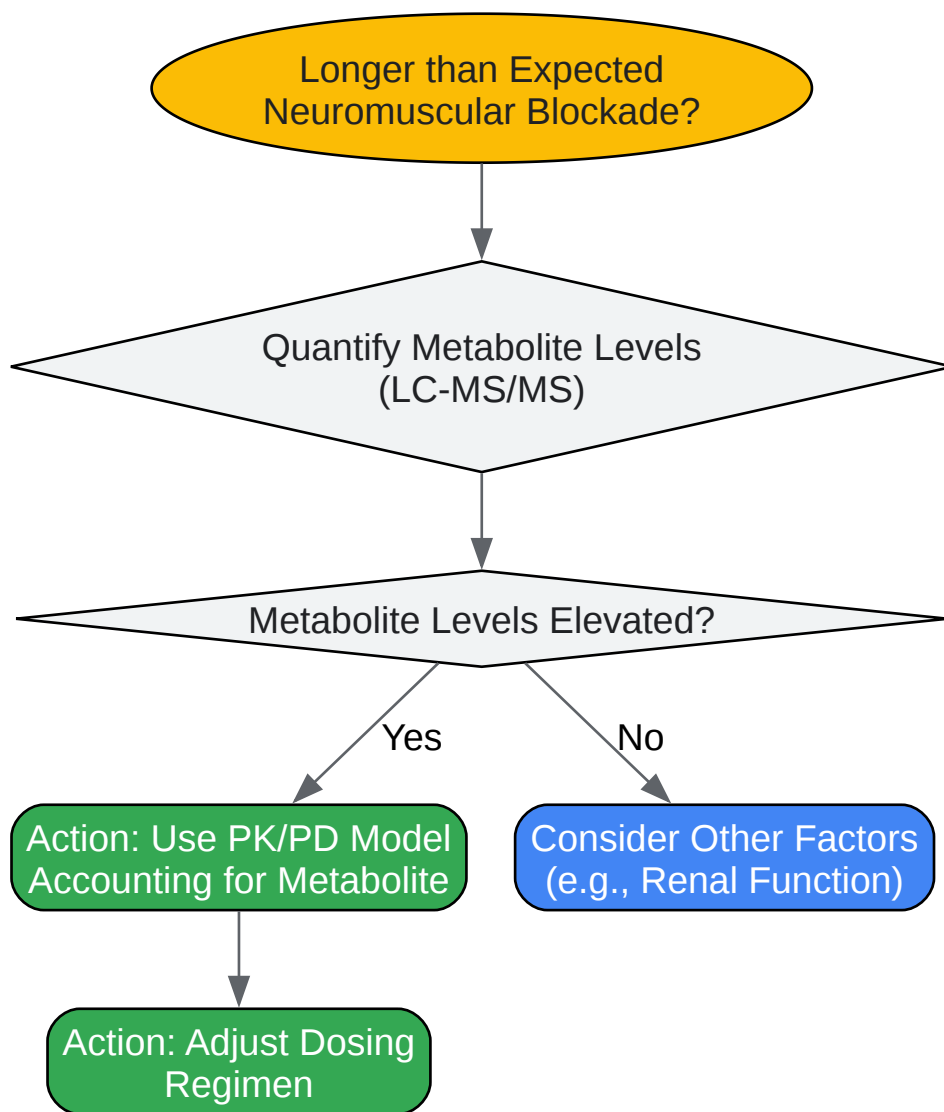 Longer than Expected
Neuromuscular Blockade?
Quantify Metabolite Levels
(LC-MS/MS)
Metabolite Levels Elevated?
Yes
No
Action: Use PK/PD Model
Accounting for Metabolite
Consider Other Factors
(e.g., Renal Function)
Action: Adjust Dosing
Regimen